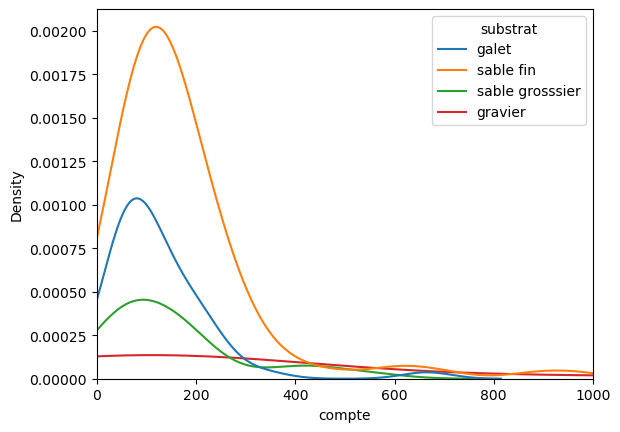 substrat
galet
sable fin
sable grosssier
gravier
Density
0.00200
0.00175
0.00150
0.00125
0.00100
0.00075
0.00050
0.00025
0.00000
0 200 400 600 800 1000
compte